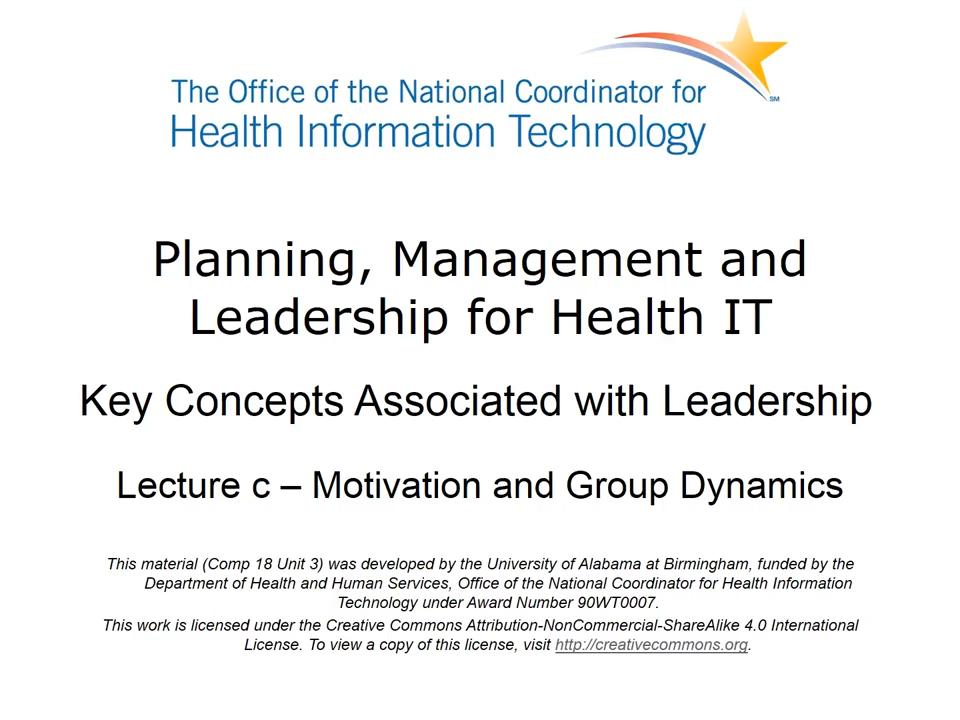 The Office of the National Coordinator for
Health Information Technology
SM
Planning, Management and
Leadership for Health IT
Key Concepts Associated with Leadership
Lecture c – Motivation and Group Dynamics
This material (Comp 18 Unit 3) was developed by the University of Alabama at Birmingham, funded by the
Department of Health and Human Services, Office of the National Coordinator for Health Information
Technology under Award Number 90WT0007.
This work is licensed under the Creative Commons Attribution-NonCommercial-ShareAlike 4.0 International
License. To view a copy of this license, visit http://creativecommons.org.